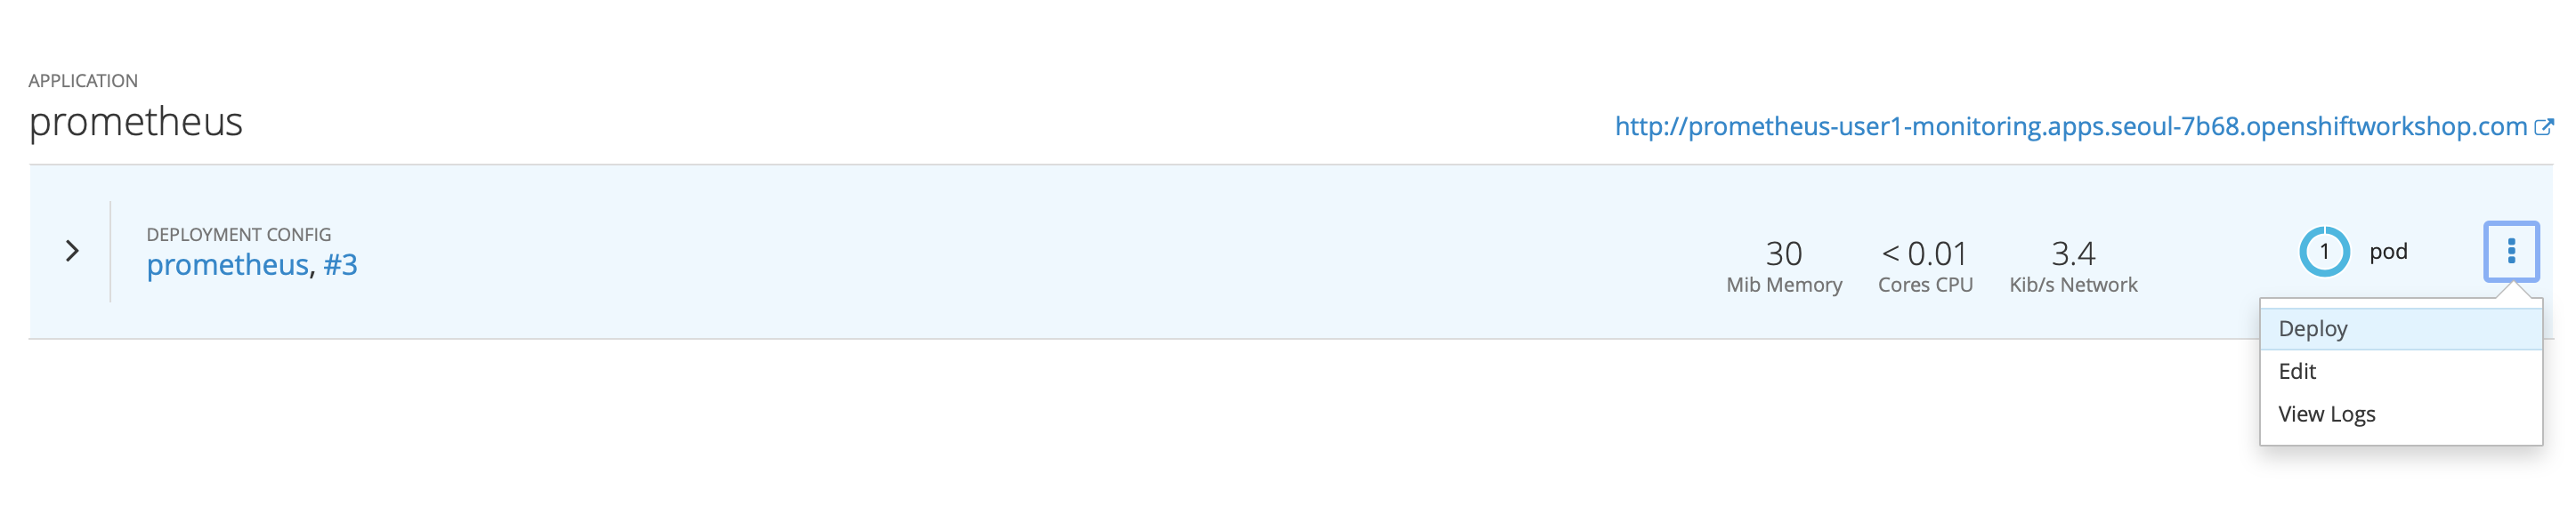 APPLICATION
prometheus
http://prometheus-user1-monitoring.apps.seoul-7b68.openshiftworkshop.com
DEPLOYMENT CONFIG
prometheus, #3
30
Mib Memory
< 0.01
Cores CPU
3.4
Kib/s Network
1 pod
Deploy
Edit
View Logs